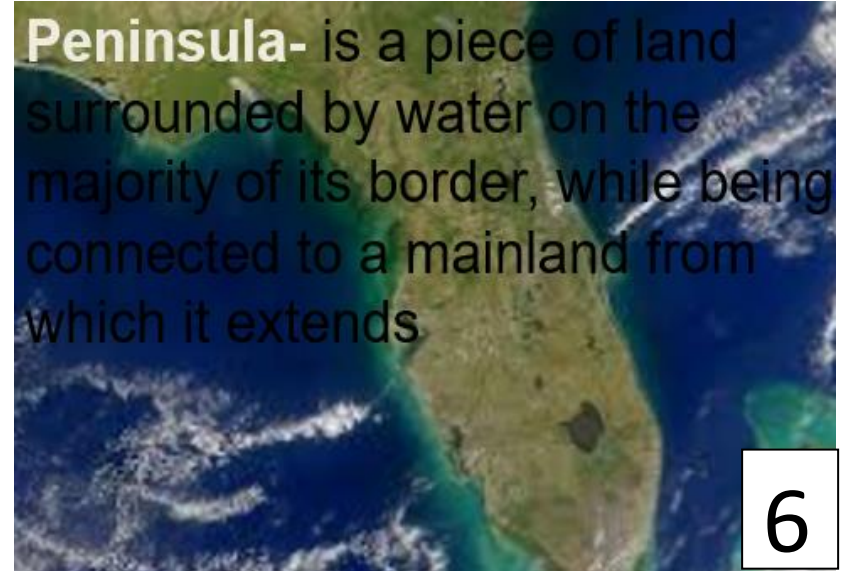 Peninsula- is a piece of land
surrounded by water on the
majority of its border, while being
connected to a mainland from
which it extends
6